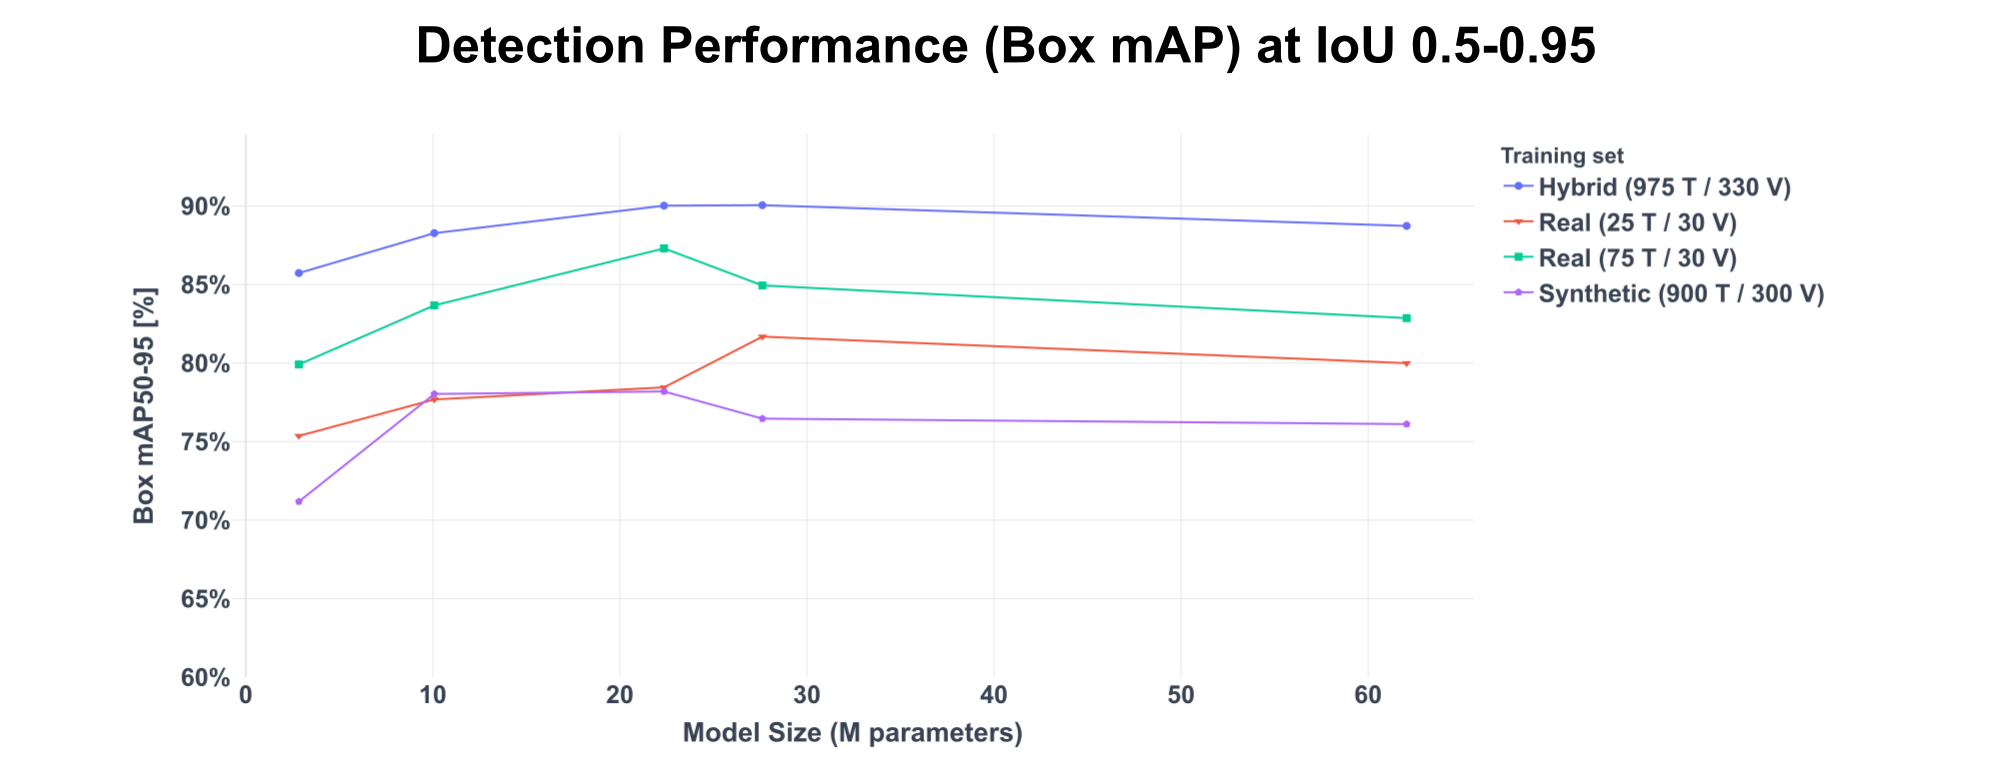 Detection Performance (Box mAP) at IoU 0.5-0.95
Training set
Hybrid (975 T / 330 V)
Real (25 T / 30 V)
Real (75 T / 30 V)
Synthetic (900 T / 300 V)
Box mAP50-95 [%]
90%
85%
80%
75%
70%
65%
60%
0 10 20 30 40 50 60
Model Size (M parameters)